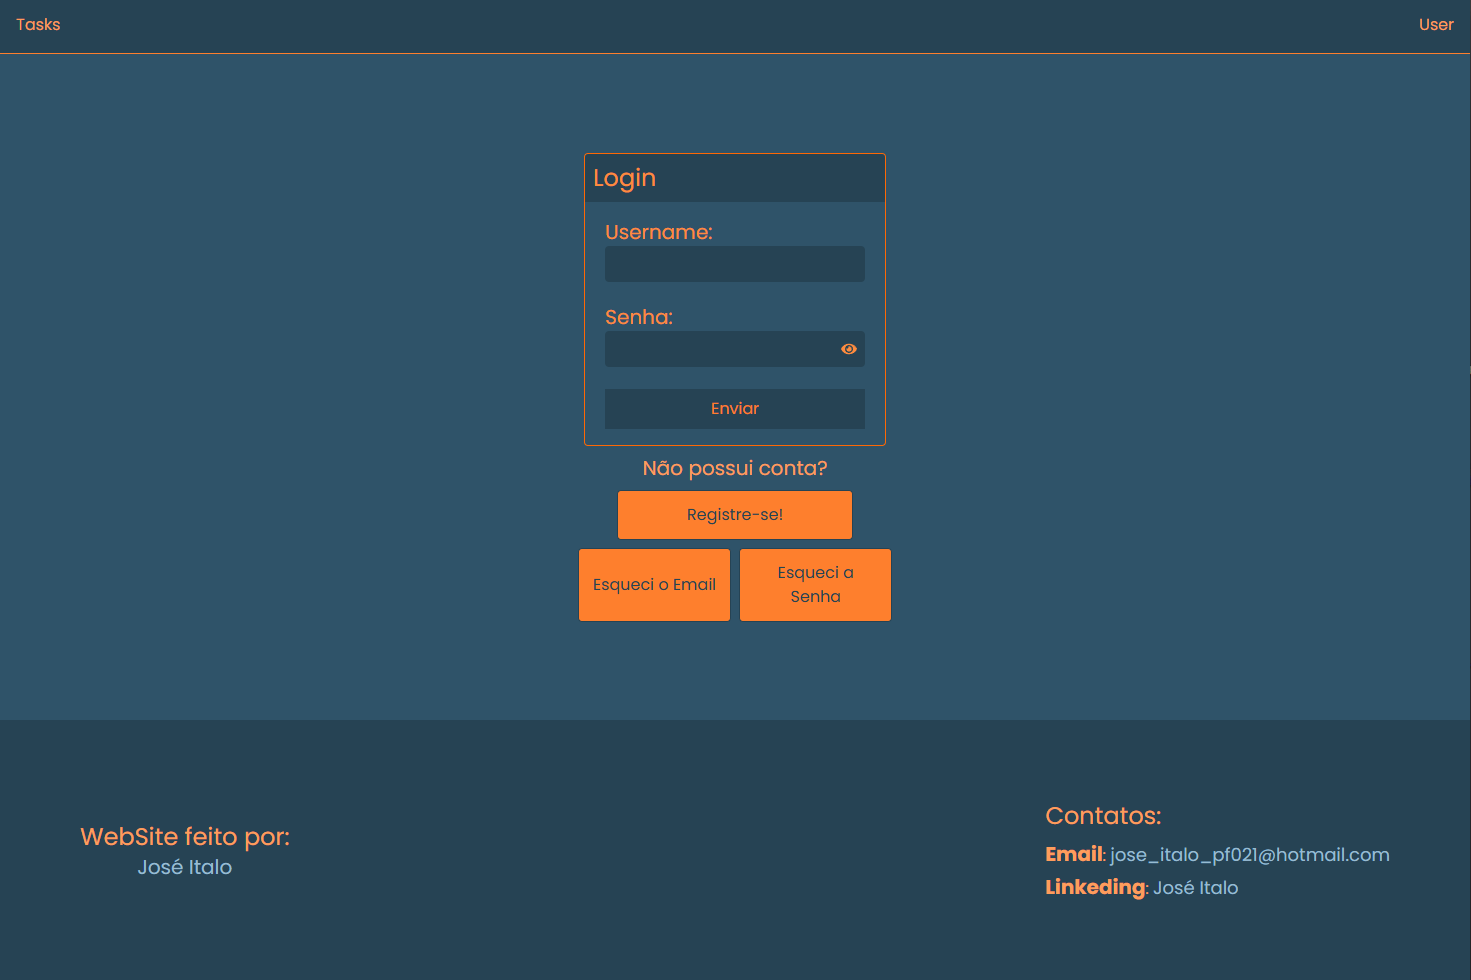 Tasks
User
Login
Username:
Senha:
Enviar
Não possui conta?
Registre-se!
Esqueci o Email
Esqueci a
Senha
WebSite feito por:
José Italo
Contatos:
Email: jose_italo_pf021@hotmail.com
Linkeding: José Italo